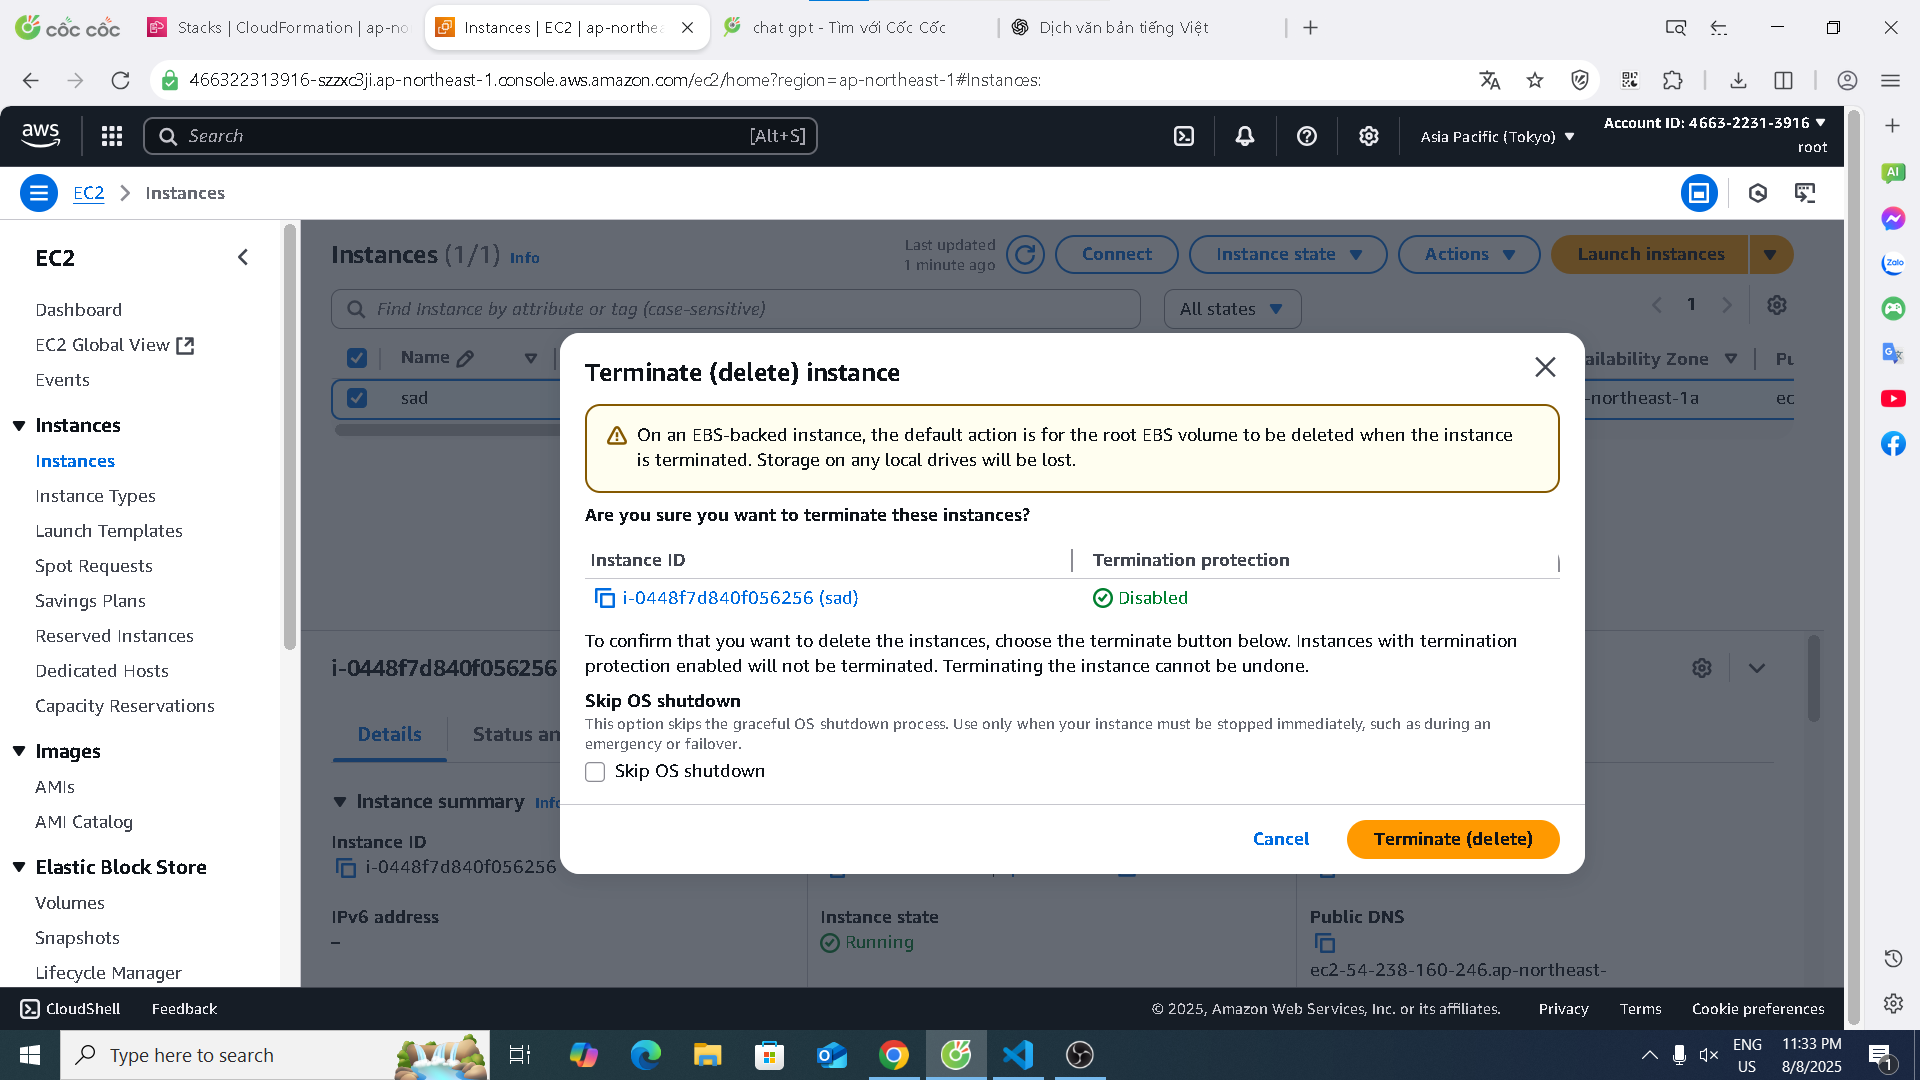 cốc cốc
Stacks | CloudFormation | ap-no
Instances | EC2 | ap-northea
chat gpt - Tìm với Cốc Cốc
Dịch văn bản tiếng Việt
466322313916-szzxc3ji.ap-northeast-1.console.aws.amazon.com/ec2/home?region=ap-northeast-1#Instances:
aws
Search
[Alt+S]
Asia Pacific (Tokyo)
Account ID: 4663-2231-3916
root
EC2
Instances
EC2
Dashboard
EC2 Global View
Events
Instances
Instances
Instance Types
Launch Templates
Spot Requests
Savings Plans
Reserved Instances
Dedicated Hosts
Capacity Reservations
Images
AMIs
AMI Catalog
Elastic Block Store
Volumes
Snapshots
Lifecycle Manager
Instances (1/1) Info
Last updated
1 minute ago
Connect
Instance state
Actions
Launch instances
Find Instance by attribute or tag (case-sensitive)
All states
1
Name
ailability Zone
Pu
sad
-northeast-1a
ec
Terminate (delete) instance
On an EBS-backed instance, the default action is for the root EBS volume to be deleted when the instance
is terminated. Storage on any local drives will be lost.
Are you sure you want to terminate these instances?
Instance ID
Termination protection
i-0448f7d840f056256 (sad)
Disabled
To confirm that you want to delete the instances, choose the terminate button below. Instances with termination
protection enabled will not be terminated. Terminating the instance cannot be undone.
Skip OS shutdown
This option skips the graceful OS shutdown process. Use only when your instance must be stopped immediately, such as during an
emergency or failover.
Skip OS shutdown
Cancel
Terminate (delete)
i-0448f7d840f056256
Details
Status an
Instance summary Info
Instance ID
i-0448f7d840f056256
IPv6 address
–
Instance state
Running
Public DNS
ec2-54-238-160-246.ap-northeast-
CloudShell
Feedback
© 2025, Amazon Web Services, Inc. or its affiliates.
Privacy
Terms
Cookie preferences
AI
Zalo
Type here to search
ENG
US
11:33 PM
8/8/2025
1